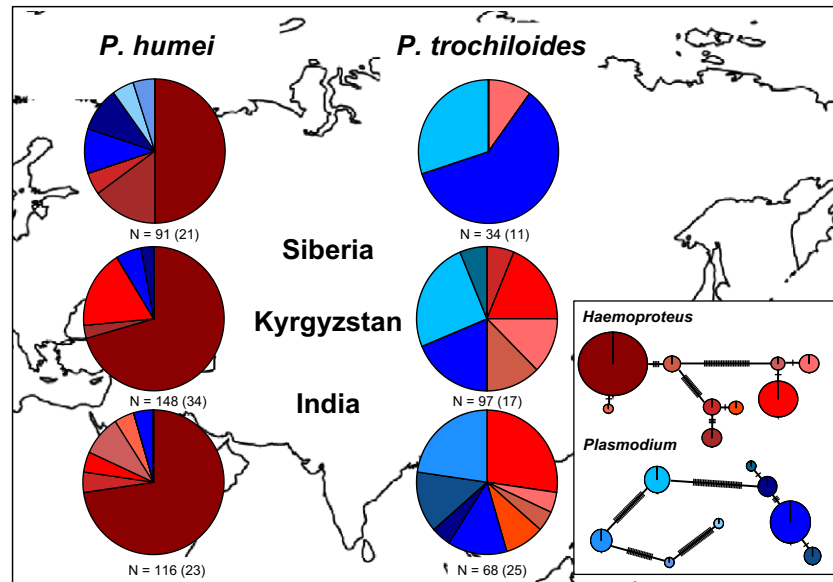 P. humei
P. trochiloides
N = 91 (21)
N = 34 (11)
Siberia
Kyrgyzstan
N = 148 (34)
N = 97 (17)
India
N = 116 (23)
N = 68 (25)
Haemoproteus
Plasmodium